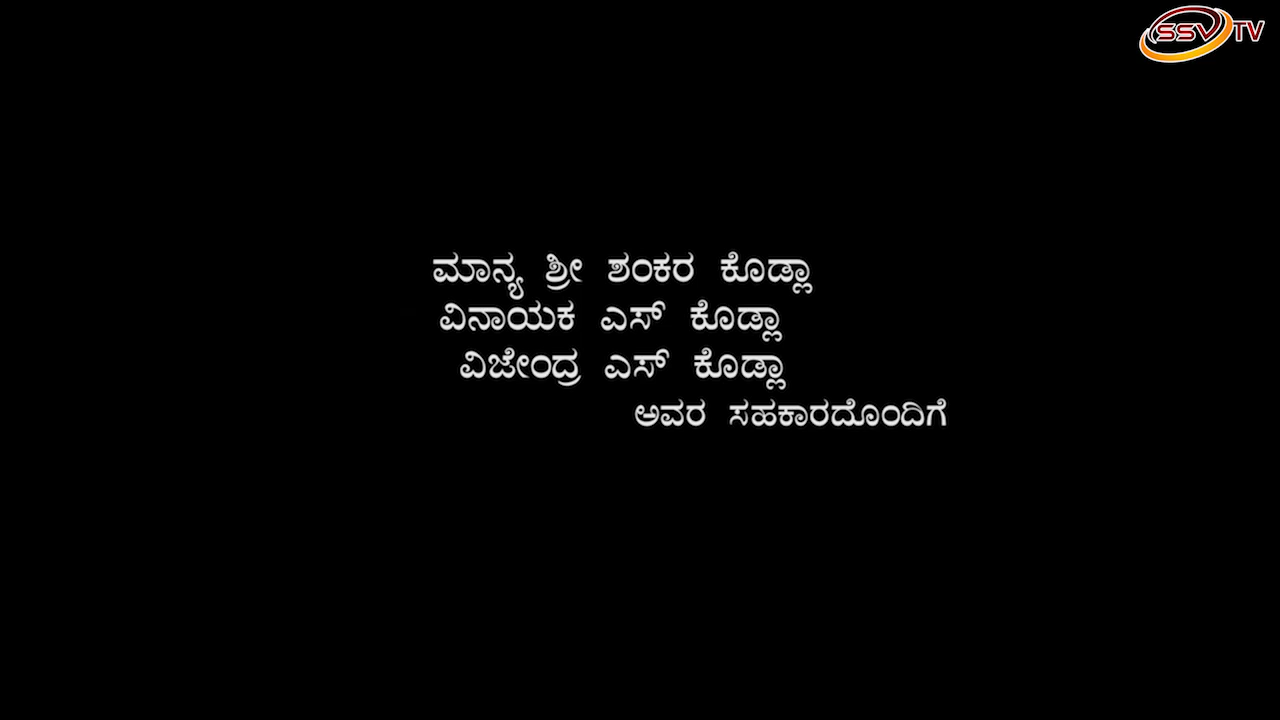 SSV TV
ಮಾನ್ಯ ಶ್ರೀ ಶಂಕರ ಕೊಡ್ಲಾ
ವಿನಾಯಕ ಎಸ್ ಕೊಡ್ಲಾ
ವಿಜೇಂದ್ರ ಎಸ್ ಕೊಡ್ಲಾ
ಅವರ ಸಹಕಾರದೊಂದಿಗೆ